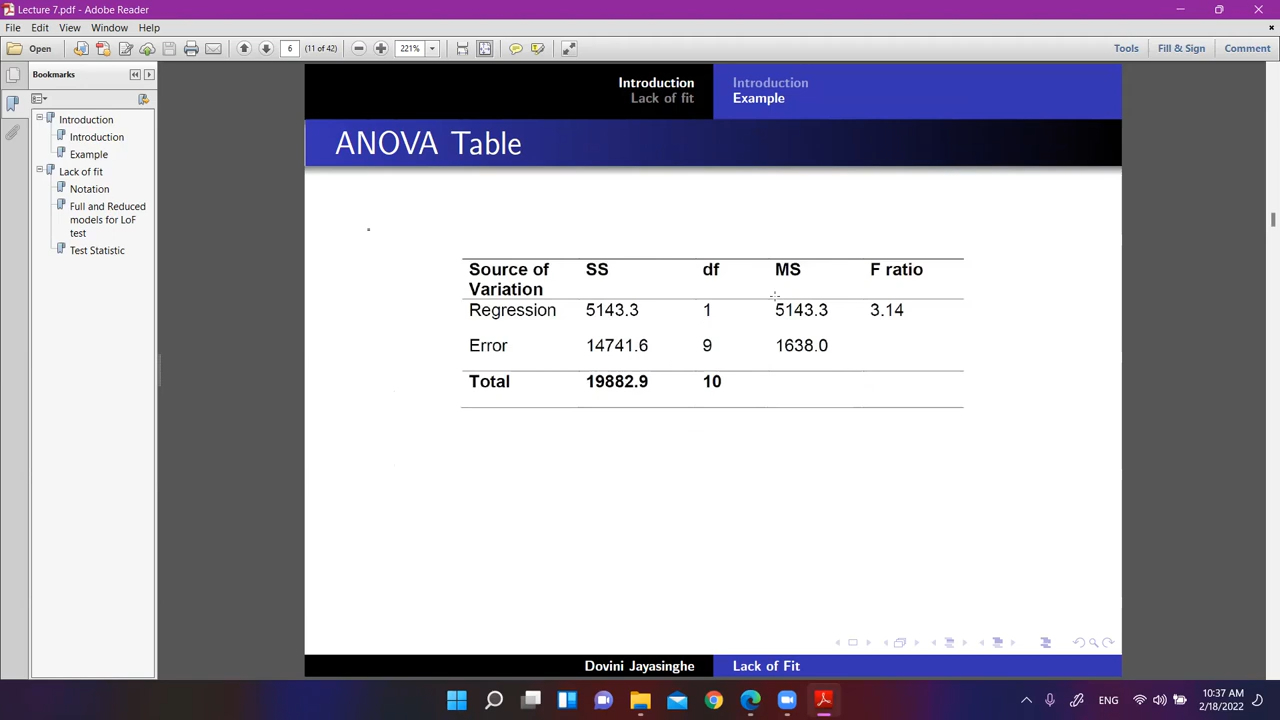 Lecture 7.pdf - Adobe Reader
File Edit View Window Help
Open 6 (11 of 42) 221% Tools Fill & Sign Comment
Bookmarks
Introduction
Introduction
Example
Lack of fit
Notation
Full and Reduced
models for LoF
test
Test Statistic
Introduction Introduction
Lack of fit Example
ANOVA Table
Source of Variation SS df MS F ratio
Regression 5143.3 1 5143.3 3.14
Error 14741.6 9 1638.0
Total 19882.9 10
Dovini Jayasinghe Lack of Fit
ENG 10:37 AM
2/18/2022